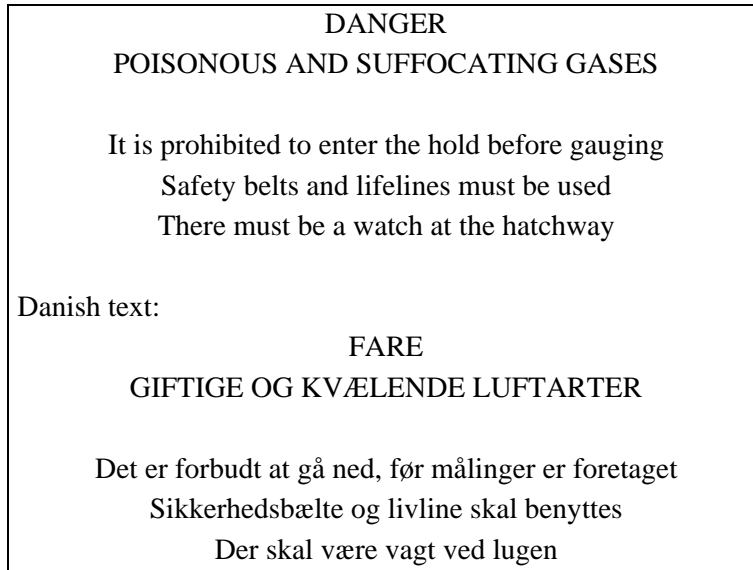 DANGER
POISONOUS AND SUFFOCATING GASES
It is prohibited to enter the hold before gauging
Safety belts and lifelines must be used
There must be a watch at the hatchway
Danish text:
FARE
GIFTIGE OG KVÆLENDE LUFTARTER
Det er forbudt at gå ned, før målinger er foretaget
Sikkerhedsbælte og livline skal benyttes
Der skal være vagt ved lugen